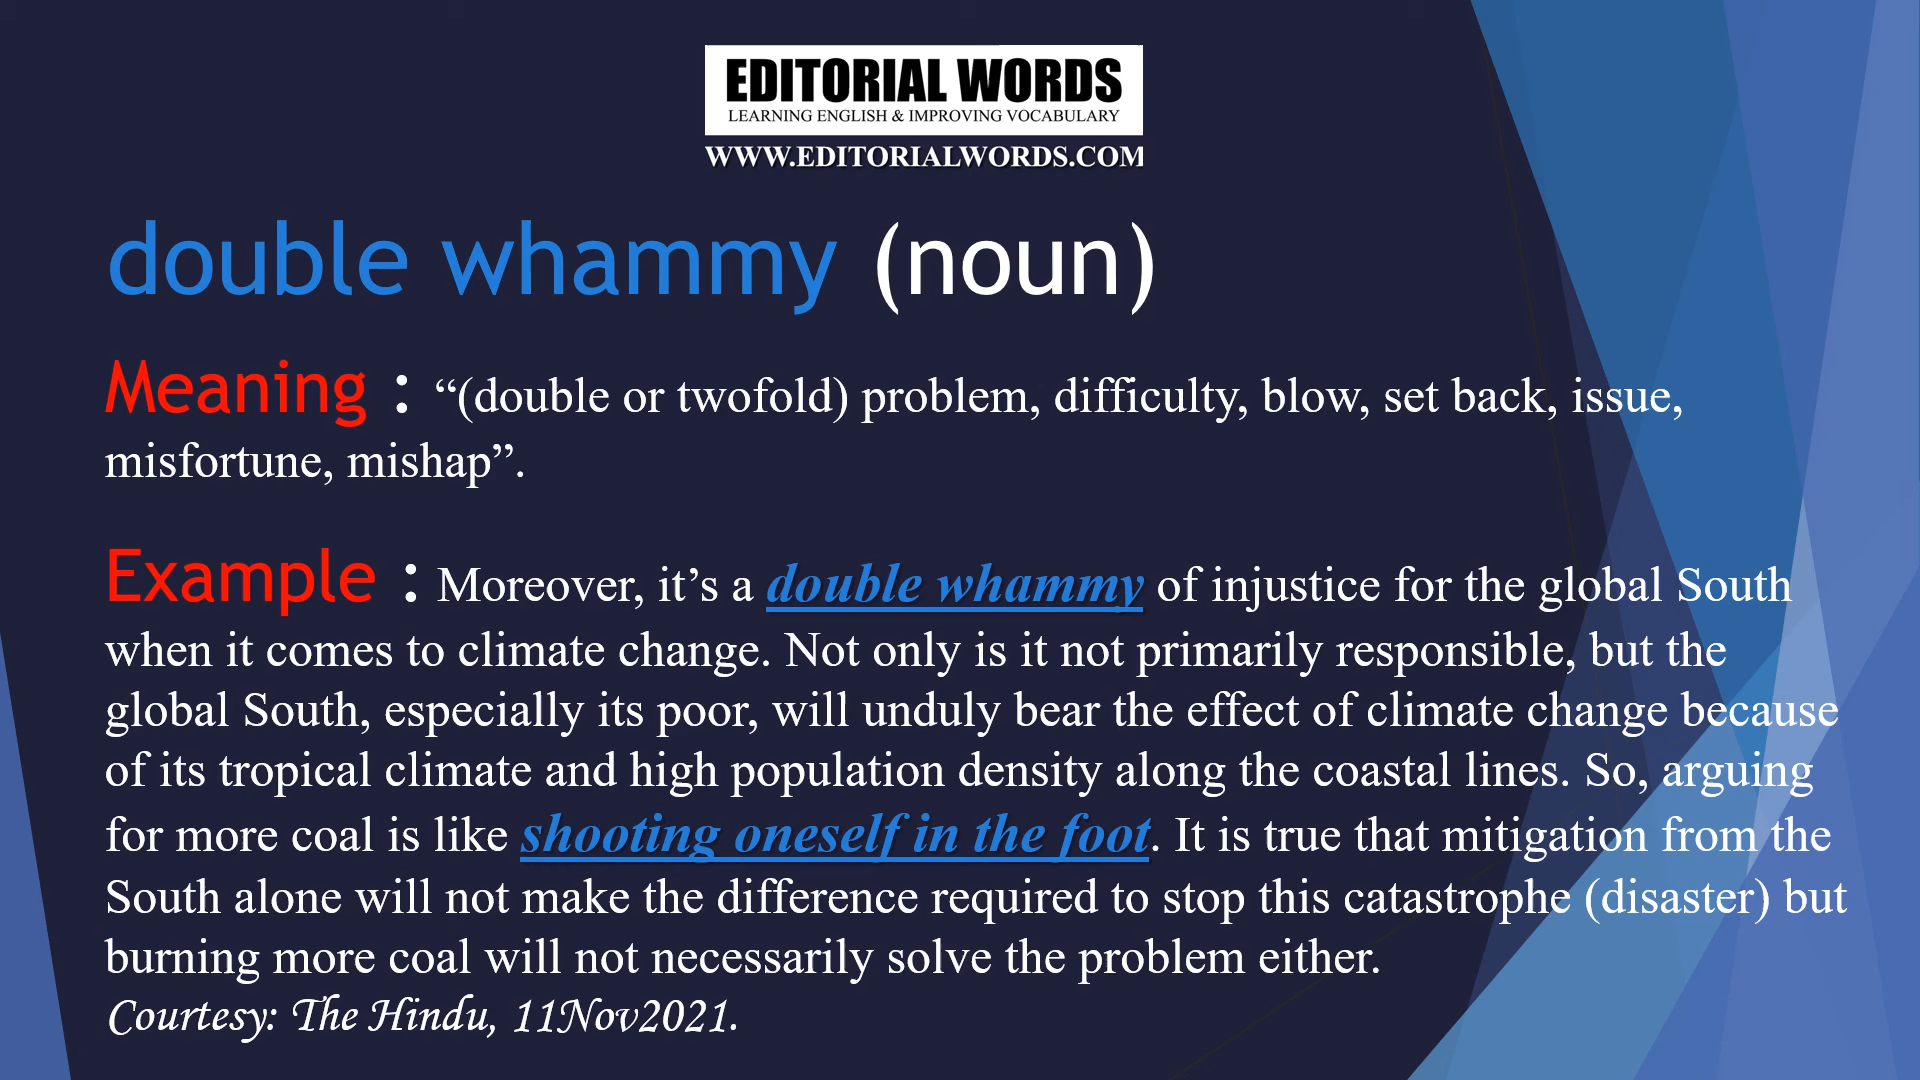 EDITORIAL WORDS
LEARNING ENGLISH & IMPROVING VOCABULARY
WWW.EDITORIALWORDS.COM
double whammy (noun)
Meaning : “(double or twofold) problem, difficulty, blow, set back, issue,
misfortune, mishap”.
Example : Moreover, it’s a double whammy of injustice for the global South
when it comes to climate change. Not only is it not primarily responsible, but the
global South, especially its poor, will unduly bear the effect of climate change because
of its tropical climate and high population density along the coastal lines. So, arguing
for more coal is like shooting oneself in the foot. It is true that mitigation from the
South alone will not make the difference required to stop this catastrophe (disaster) but
burning more coal will not necessarily solve the problem either.
Courtesy: The Hindu, 11Nov2021.